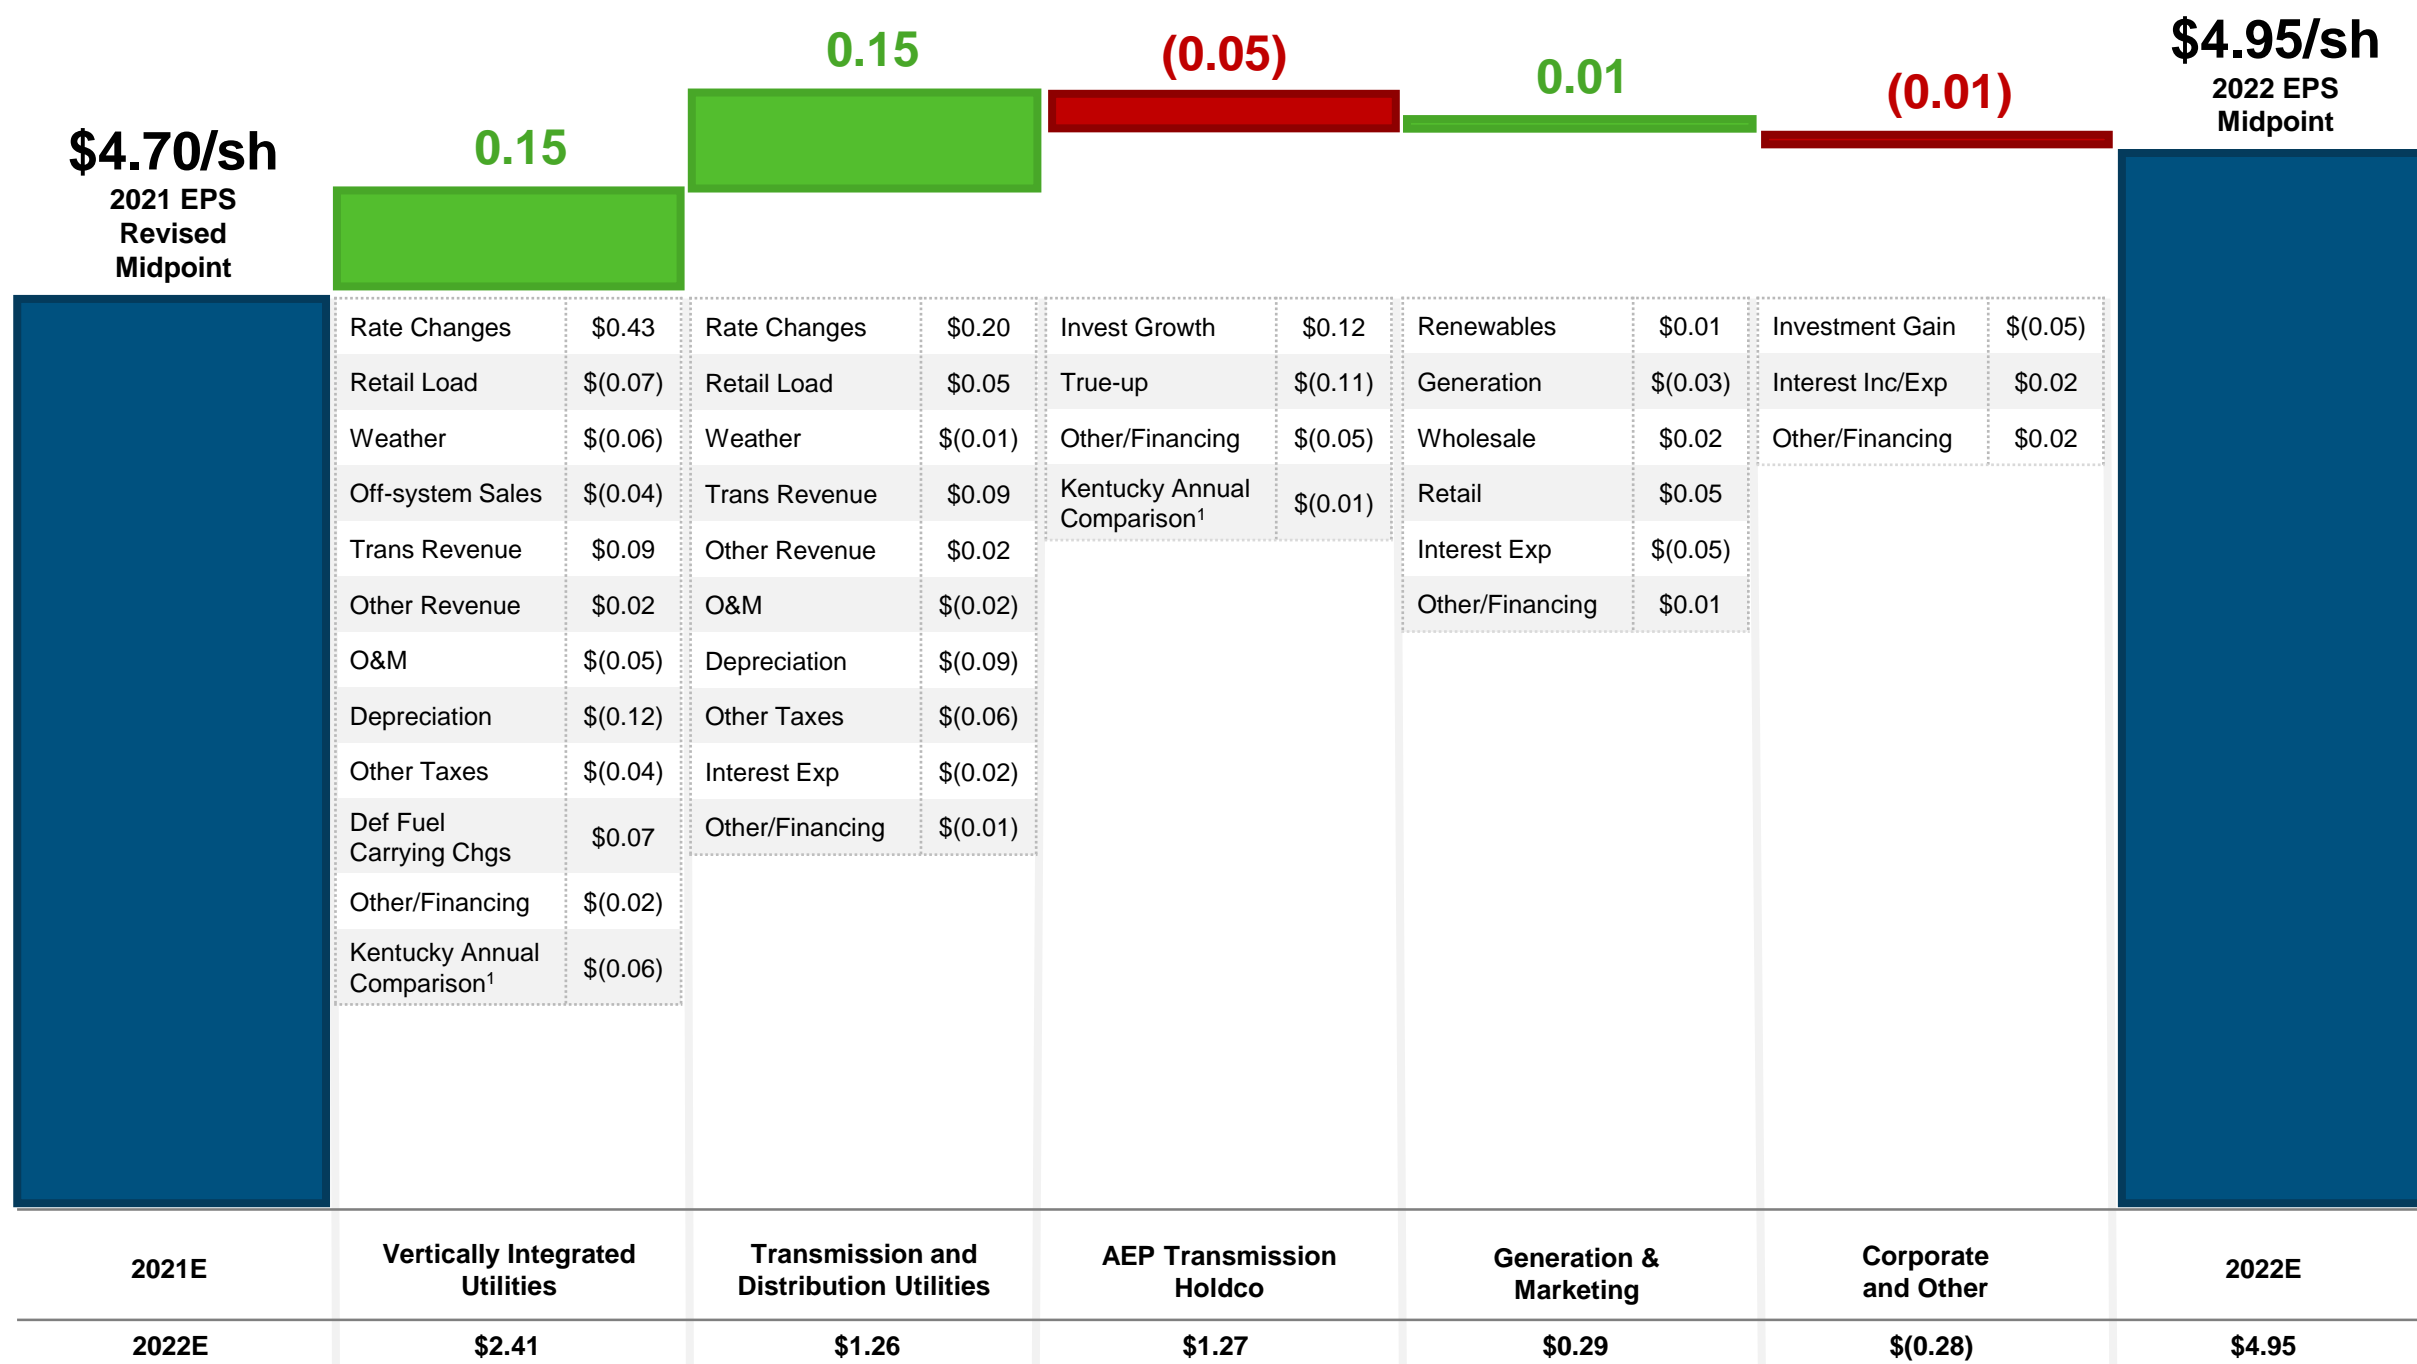 $4.70/sh
2021 EPS
Revised
Midpoint
0.15
0.15
(0.05)
0.01
(0.01)
$4.95/sh
2022 EPS
Midpoint
Rate Changes $0.43
Retail Load $(0.07)
Weather $(0.06)
Off-system Sales $(0.04)
Trans Revenue $0.09
Other Revenue $0.02
O&M $(0.05)
Depreciation $(0.12)
Other Taxes $(0.04)
Def Fuel
Carrying Chgs $0.07
Other/Financing $(0.02)
Kentucky Annual
Comparison¹ $(0.06)
Rate Changes $0.20
Retail Load $0.05
Weather $(0.01)
Trans Revenue $0.09
Other Revenue $0.02
O&M $(0.02)
Depreciation $(0.09)
Other Taxes $(0.06)
Interest Exp $(0.02)
Other/Financing $(0.01)
Invest Growth $0.12
True-up $(0.11)
Other/Financing $(0.05)
Kentucky Annual
Comparison¹ $(0.01)
Renewables $0.01
Generation $(0.03)
Wholesale $0.02
Retail $0.05
Interest Exp $(0.05)
Other/Financing $0.01
Investment Gain $(0.05)
Interest Inc/Exp $0.02
Other/Financing $0.02
2021E
Vertically Integrated
Utilities
Transmission and
Distribution Utilities
AEP Transmission
Holdco
Generation &
Marketing
Corporate
and Other
2022E
2022E $2.41 $1.26 $1.27 $0.29 $(0.28) $4.95